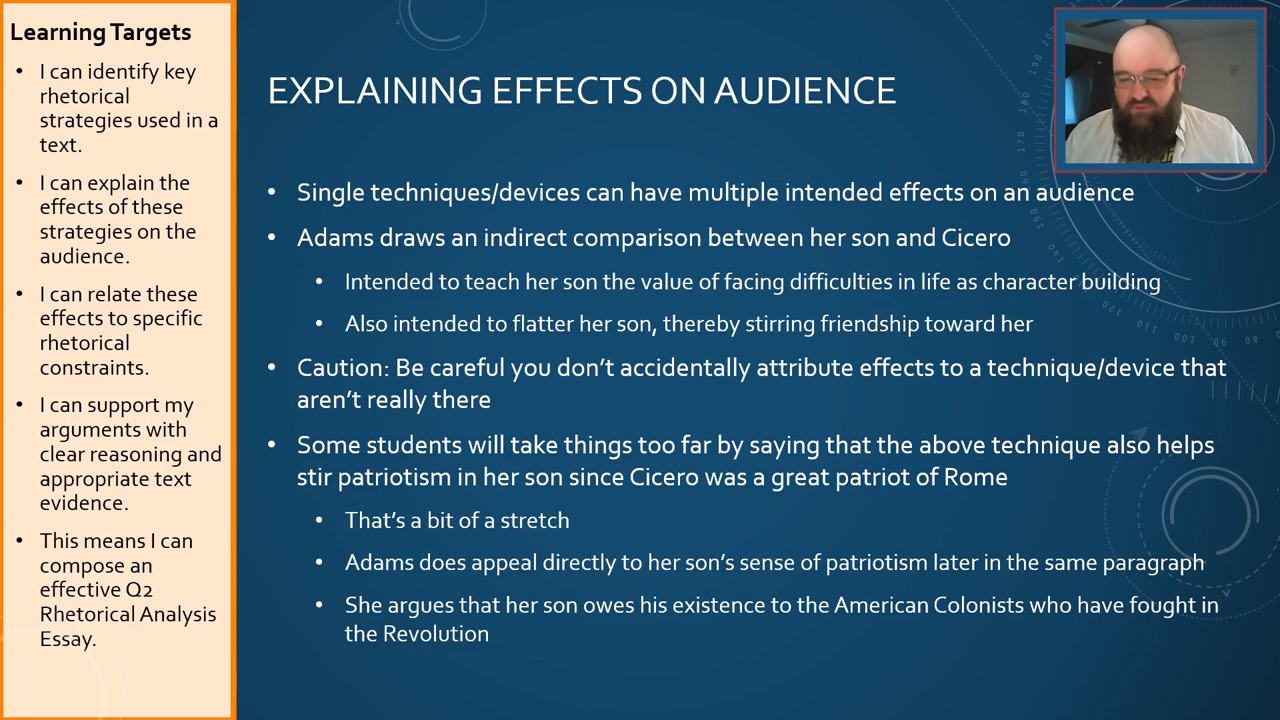 Learning Targets
• I can identify key
rhetorical
strategies used in a
text.
• I can explain the
effects of these
strategies on the
audience.
• I can relate these
effects to specific
rhetorical
constraints.
• I can support my
arguments with
clear reasoning and
appropriate text
evidence.
• This means I can
compose an
effective Q2
Rhetorical Analysis
Essay.
EXPLAINING EFFECTS ON AUDIENCE
• Single techniques/devices can have multiple intended effects on an audience
• Adams draws an indirect comparison between her son and Cicero
• Intended to teach her son the value of facing difficulties in life as character building
• Also intended to flatter her son, thereby stirring friendship toward her
• Caution: Be careful you don’t accidentally attribute effects to a technique/device that
aren’t really there
• Some students will take things too far by saying that the above technique also helps
stir patriotism in her son since Cicero was a great patriot of Rome
• That’s a bit of a stretch
• Adams does appeal directly to her son’s sense of patriotism later in the same paragraph
• She argues that her son owes his existence to the American Colonists who have fought in
the Revolution